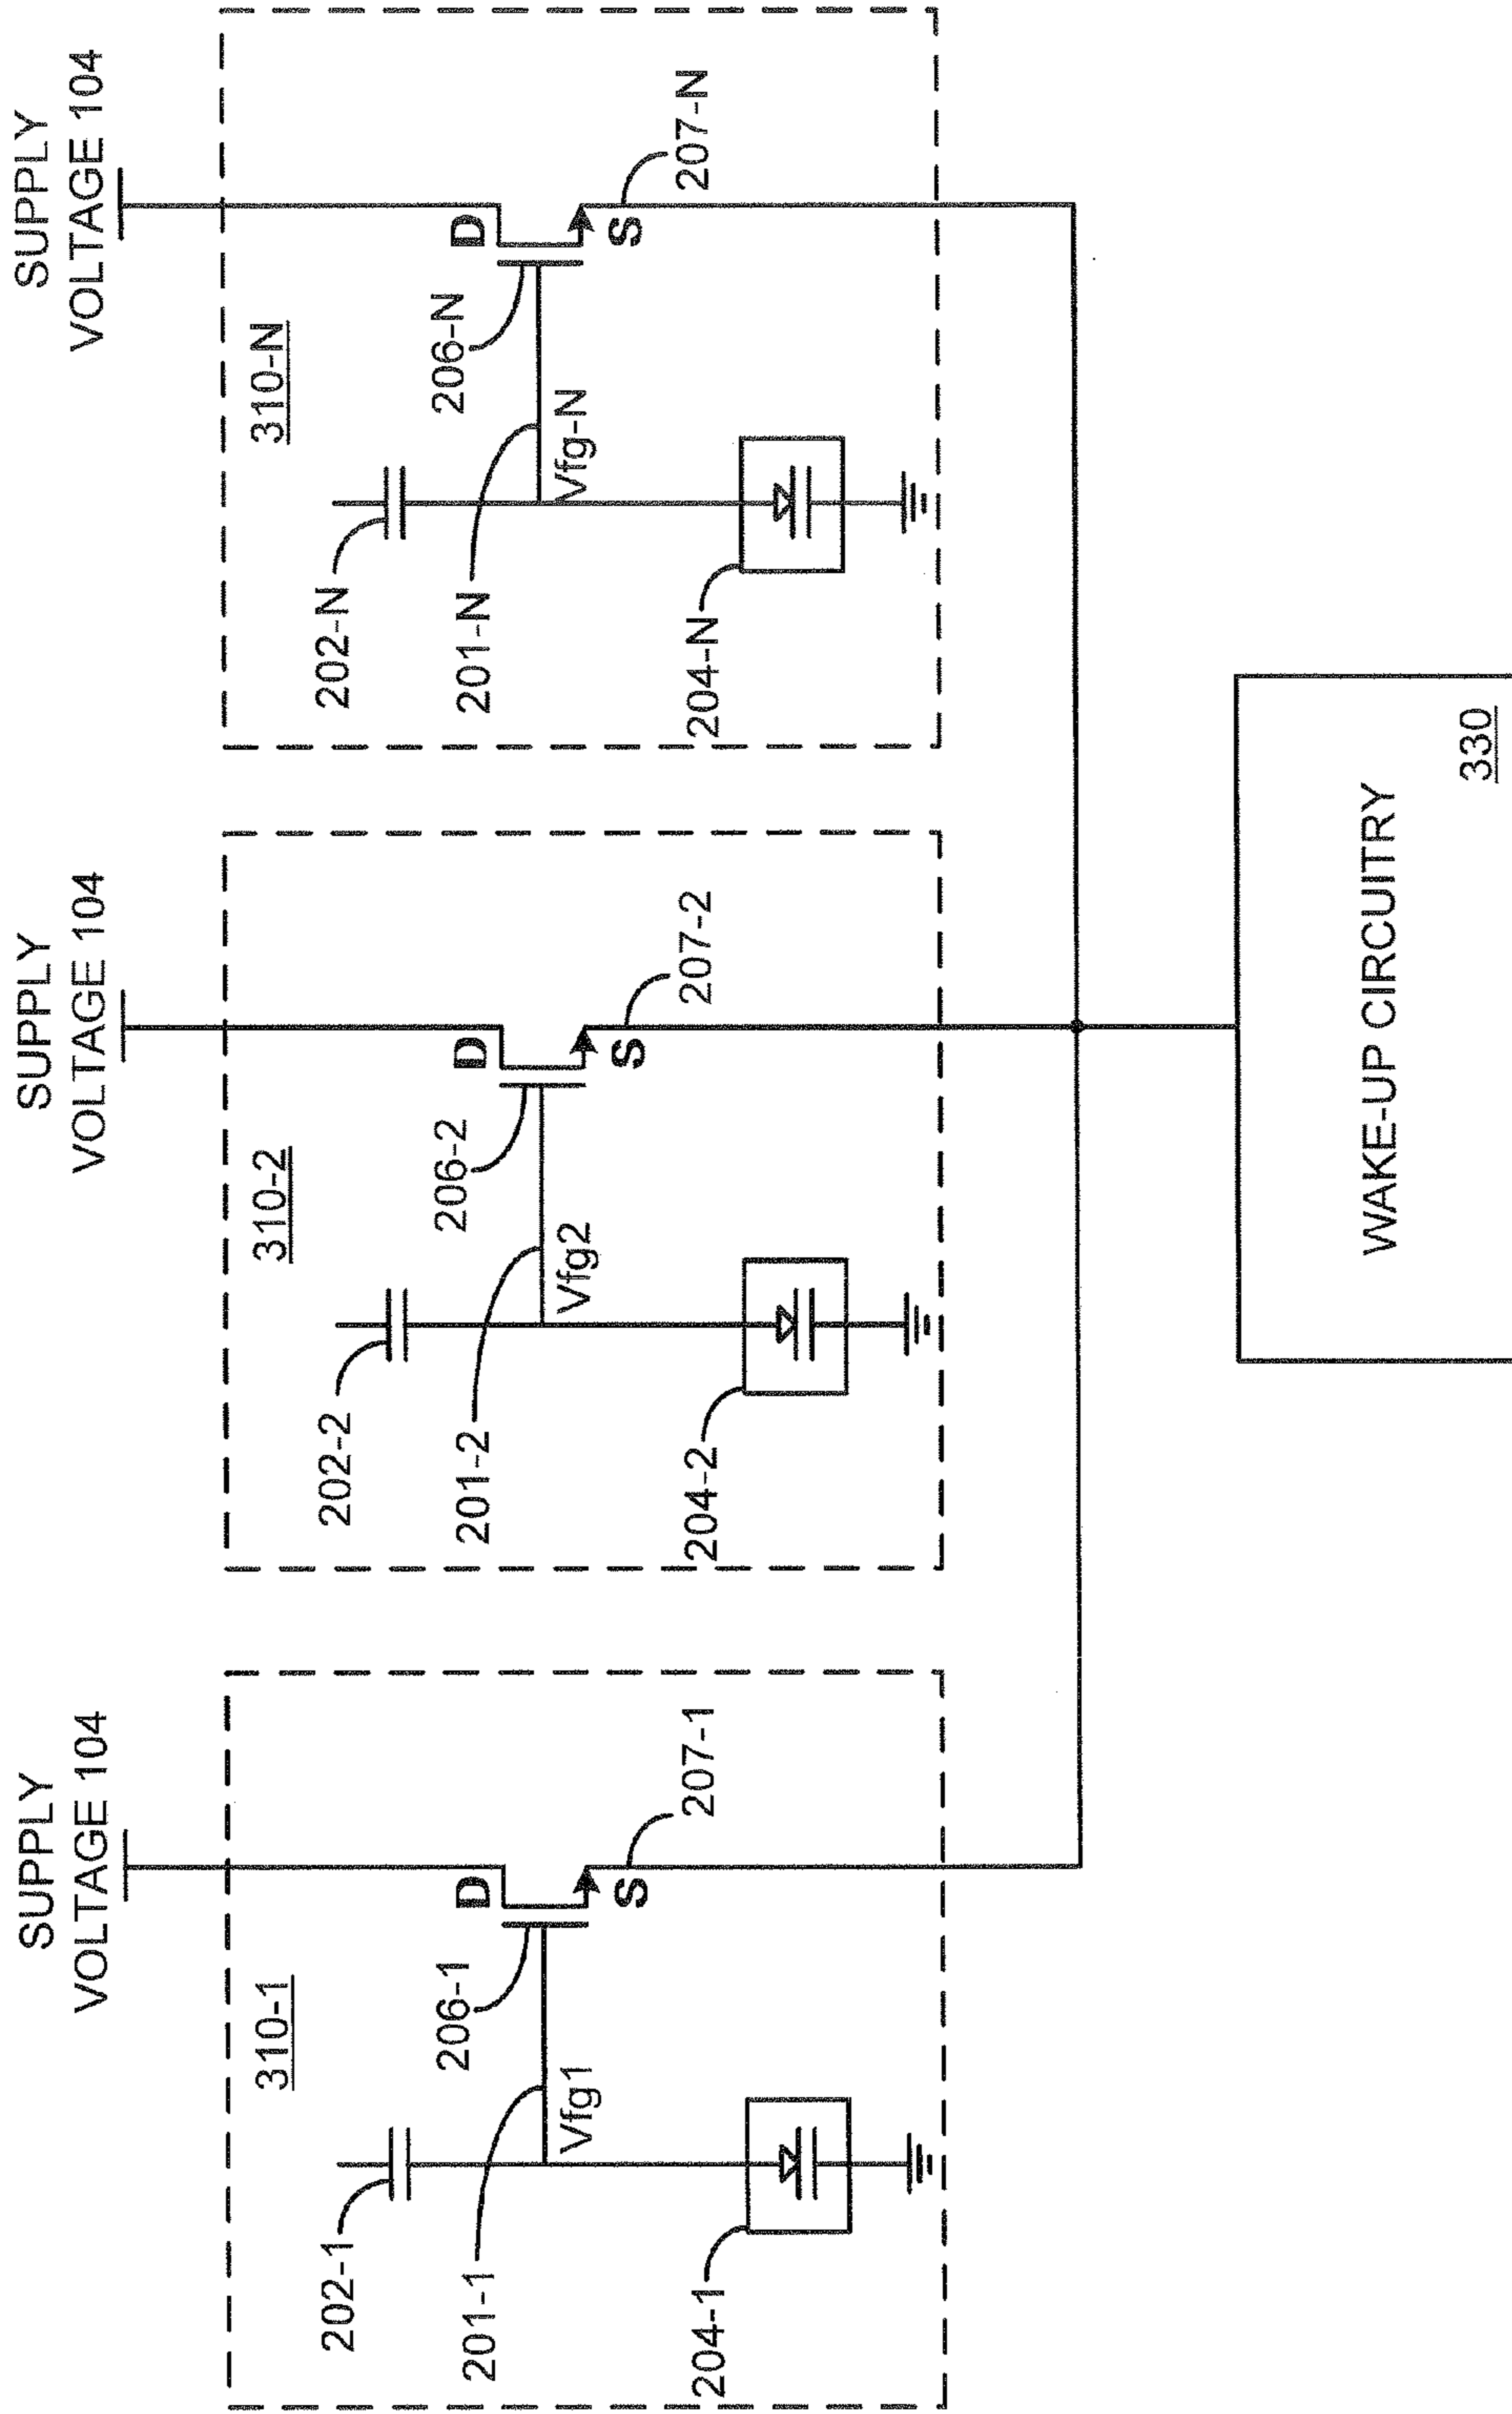 SUPPLY
VOLTAGE 104
310-1
202-1
206-1
D
201-1
Vfg1
S
207-1
204-1
SUPPLY
VOLTAGE 104
310-2
202-2
206-2
D
201-2
Vfg2
S
207-2
204-2
SUPPLY
VOLTAGE 104
310-N
202-N
206-N
D
201-N
Vfg-N
S
207-N
204-N
WAKE-UP CIRCUITRY
330